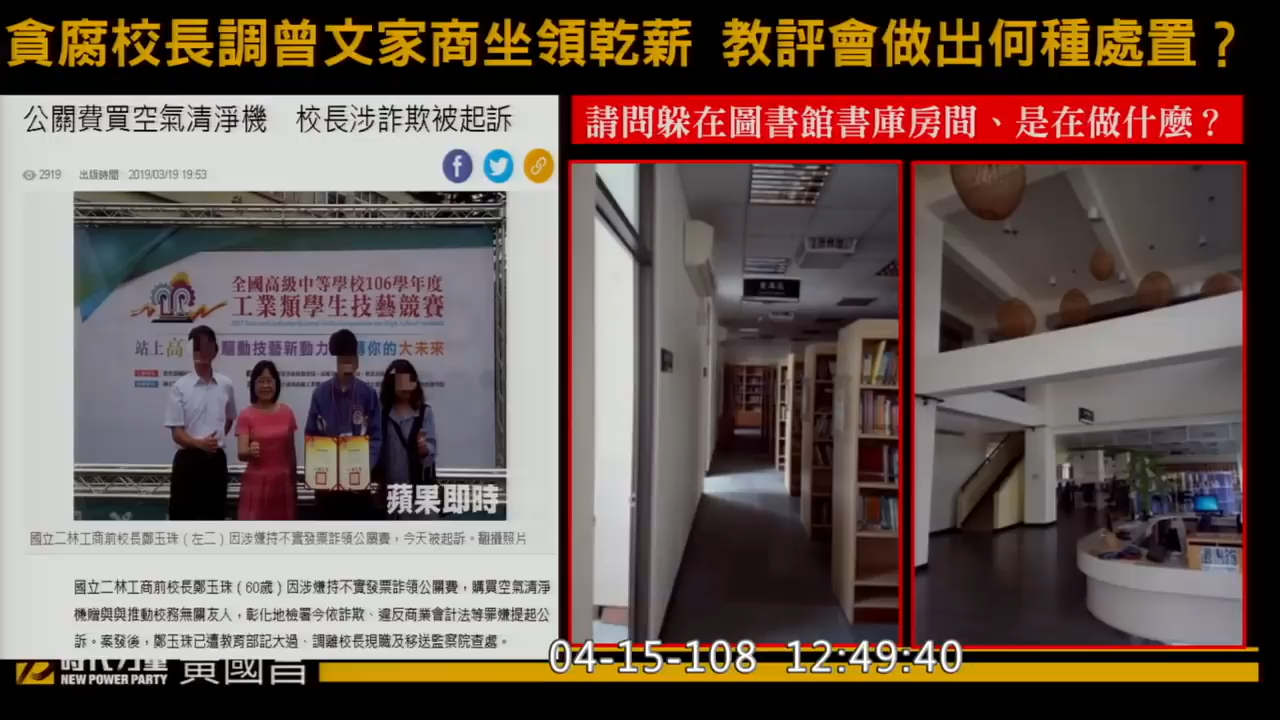 貪腐校長調曾文家商坐領乾薪 教評會做出何種處置？
公關費買空氣清淨機 校長涉詐欺被起訴
2919 出版時間 2019/03/19 19:53
全國高級中等學校106學年度
工業類學生技藝競賽
站上高
驅動技藝新動力
你的大未來
蘋果即時
國立二林工商前校長鄭玉珠（左二）因涉嫌持不實發票詐領公關費，今天被起訴。翻攝照片
國立二林工商前校長鄭玉珠（60歲）因涉嫌持不實發票詐領公關費，購買空氣清淨
機贈與與推動校務無關友人，彰化地檢署今依詐欺、違反商業會計法等罪嫌提起公
訴。案發後，鄭玉珠已遭教育部記大過、調離校長現職及移送監察院查處。
請問躲在圖書館書庫房間、是在做什麼？
時代力量
NEW POWER PARTY
黃國昌
04-15-108 12:49:40